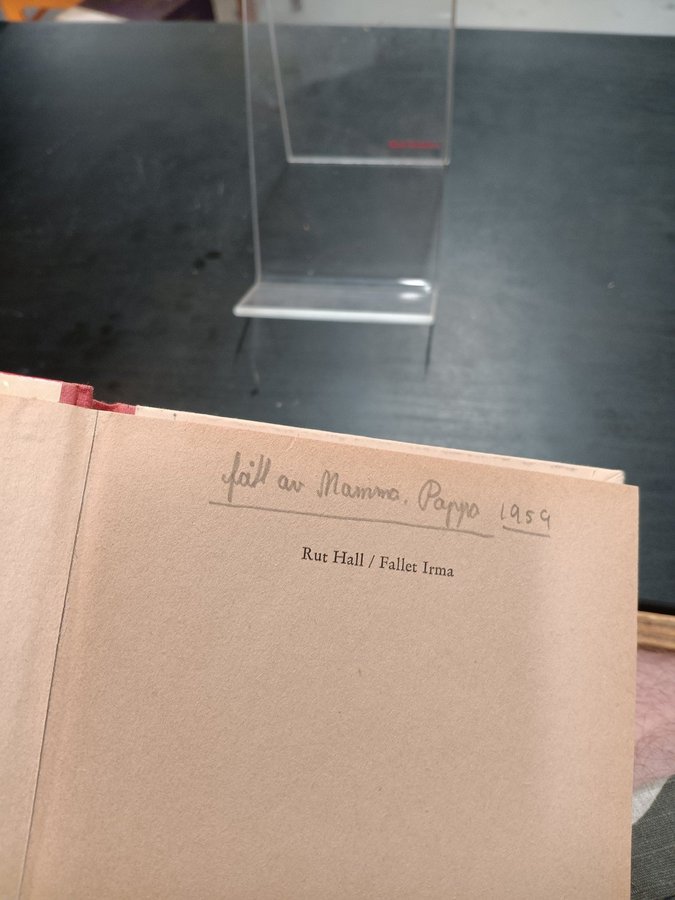 fått av Mamma. Pappa 1959
Rut Hall / Fallet Irma